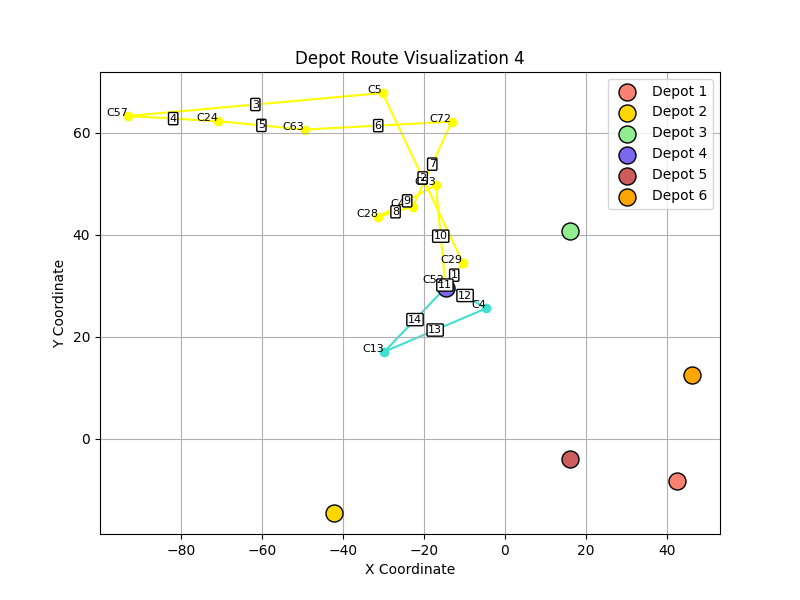 Depot Route Visualization 4
Depot 1
Depot 2
Depot 3
Depot 4
Depot 5
Depot 6
C5
3
C57
4
C24
5
C63
6
C72
7
2
9
8
C28
10
C29
1
11
12
C4
14
13
C13
60
40
20
0
Y Coordinate
−80
−60
−40
−20
0
20
40
X Coordinate